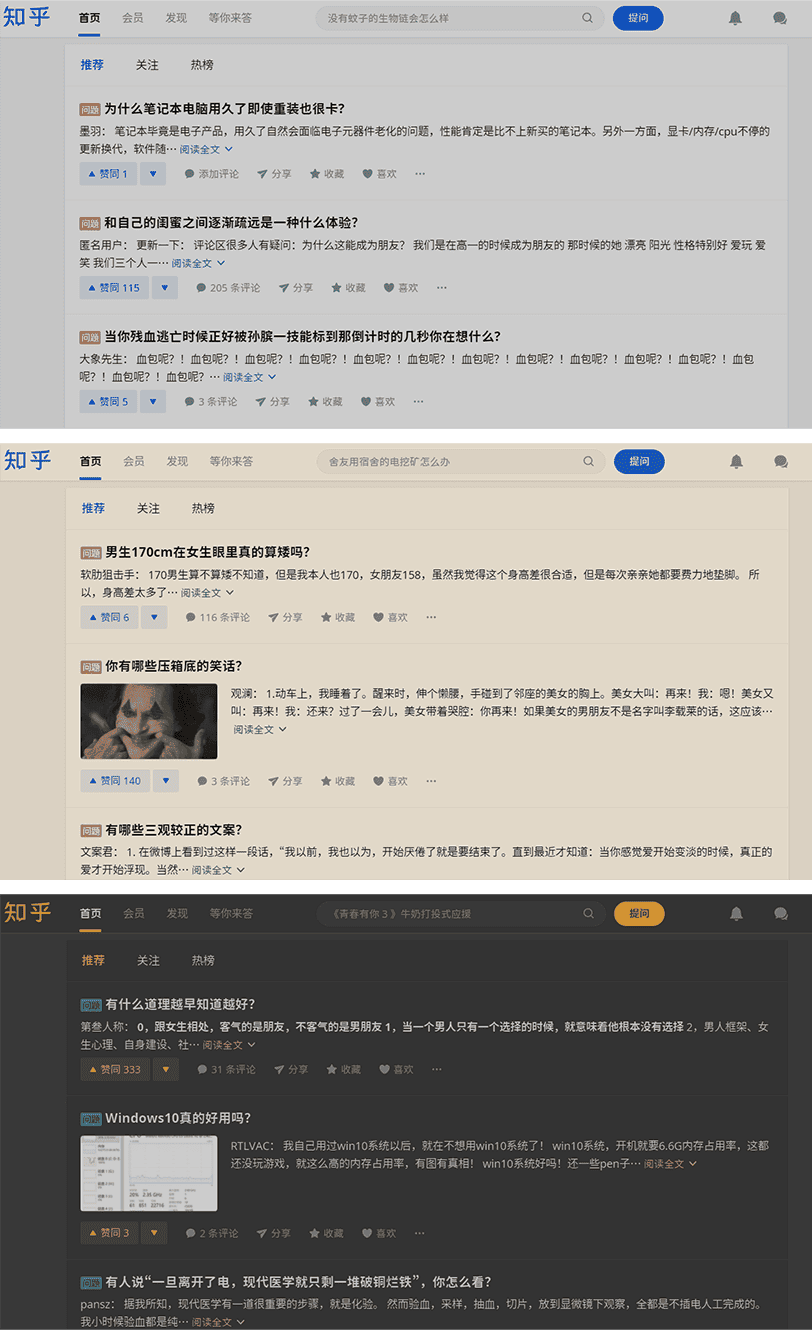 知乎 首页 会员 发现 等你来答 没有蚊子的生物链会怎么样 提问
推荐 关注 热榜
问题 为什么笔记本电脑用久了即使重装也很卡？
墨羽： 笔记本毕竟是电子产品，用久了自然会面临电子元器件老化的问题，性能肯定是比不上新买的笔记本。另外一方面，显卡/内存/cpu不停的
更新换代，软件随… 阅读全文
赞同 1 添加评论 分享 收藏 喜欢 …
问题 和自己的闺蜜之间逐渐疏远是一种什么体验？
匿名用户： 更新一下： 评论区很多人有疑问：为什么这能成为朋友？ 我们是在高一的时候成为朋友的 那时候的她 漂亮 阳光 性格特别好 爱玩 爱
笑 我们三个人一… 阅读全文
赞同 115 205 条评论 分享 收藏 喜欢 …
问题 当你残血逃亡时候正好被孙膑一技能标到那倒计时的几秒你在想什么？
大象先生： 血包呢？！血包呢？！血包呢？！血包呢？！血包呢？！血包呢？！血包呢？！血包呢？！血包呢？！血包呢？！血包呢？！血包
呢？！血包呢？！血包呢？… 阅读全文
赞同 5 3 条评论 分享 收藏 喜欢 …
知乎 首页 会员 发现 等你来答 舍友用宿舍的电挖矿怎么办 提问
推荐 关注 热榜
问题 男生170cm在女生眼里真的算矮吗？
软肋狙击手： 170男生算不算矮不知道，但是我本人也170，女朋友158，虽然我觉得这个身高差很合适，但是每次亲亲她都要费力地垫脚。 所
以，身高差太多了… 阅读全文
赞同 6 116 条评论 分享 收藏 喜欢 …
问题 你有哪些压箱底的笑话？
观澜： 1.动车上，我睡着了。醒来时，伸个懒腰，手碰到了邻座的美女的胸上。美女大叫：再来！我：嗯！美女又
叫：再来！我：还来？过了一会儿，美女带着哭腔：你再来！如果美女的男朋友不是名字叫李载莱的话，这应该…
阅读全文
赞同 140 3 条评论 分享 收藏 喜欢 …
问题 有哪些三观较正的文案？
文案君： 1. 在微博上看到过这样一段话，“我以前，我也以为，开始厌倦了就是要结束了。直到最近才知道：当你感觉爱开始变淡的时候，真正的
爱才开始浮现。当然… 阅读全文
知乎 首页 会员 发现 等你来答 《青春有你 3 》牛奶打投式应援 提问
推荐 关注 热榜
问题 有什么道理越早知道越好？
第叁人称： 0，跟女生相处，客气的是朋友，不客气的是男朋友 1，当一个男人只有一个选择的时候，就意味着他根本没有选择 2，男人框架、女
生心理、自身建设、社… 阅读全文
赞同 333 31 条评论 分享 收藏 喜欢 …
问题 Windows10真的好用吗？
RTLVAC： 我自己用过win10系统以后，就在不想用win10系统了！ win10系统，开机就要6.6G内存占用率，这都
还没玩游戏，就这么高的内存占用率，有图有真相！ win10系统好吗！还一些pen子… 阅读全文
赞同 3 2 条评论 分享 收藏 喜欢 …
问题 有人说“一旦离开了电，现代医学就只剩一堆破铜烂铁”，你怎么看？
pansz： 据我所知，现代医学有一道很重要的步骤，就是化验。 然而验血，采样，抽血，切片，放到显微镜下观察，全都是不插电人工完成的。
我小时候验血都是纯… 阅读全文